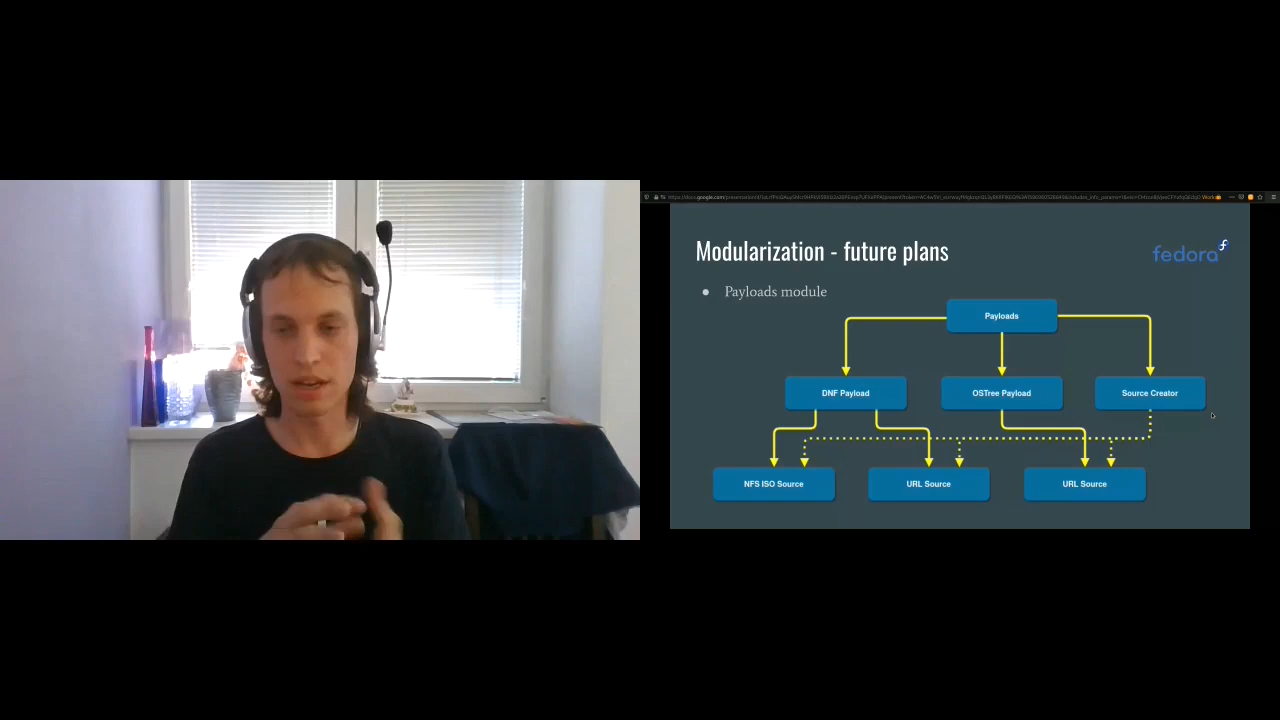 Modularization - future plans
fedora
● Payloads module
Payloads
DNF Payload
OSTree Payload
Source Creator
NFS ISO Source
URL Source
URL Source